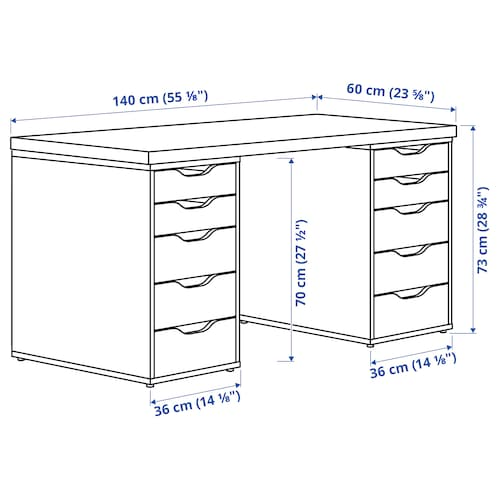 140 cm (55 ⅛")
60 cm (23 ⅝")
70 cm (27 ½")
73 cm (28 ¾")
36 cm (14 ⅛")
36 cm (14 ⅛")